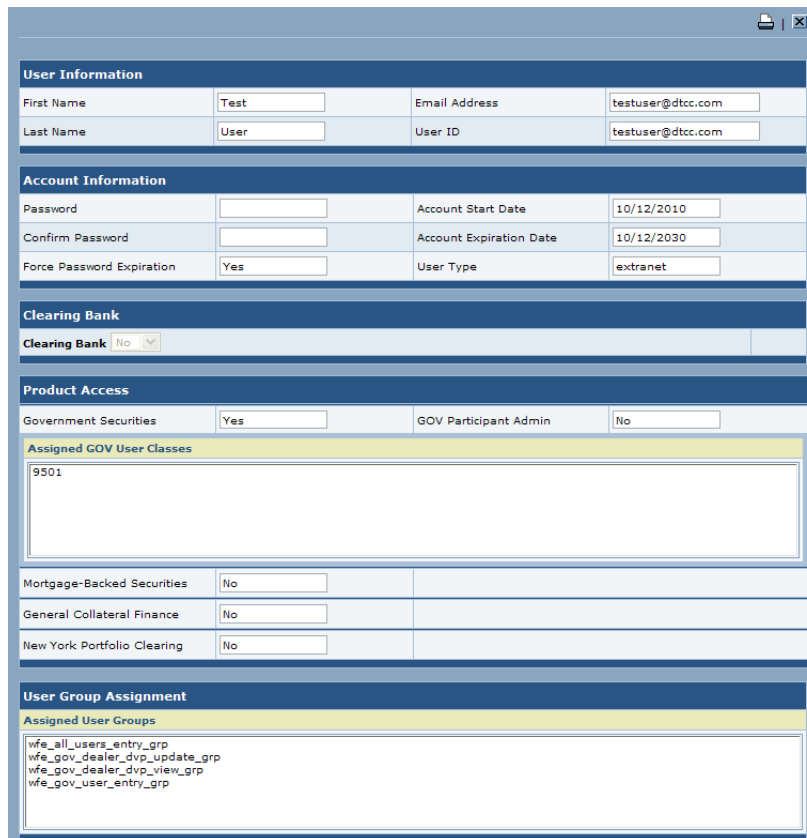 |
User Information
First Name Test Email Address testuser@dtcc.com
Last Name User User ID testuser@dtcc.com
Account Information
Password Account Start Date 10/12/2010
Confirm Password Account Expiration Date 10/12/2030
Force Password Expiration Yes User Type extranet
Clearing Bank
Clearing Bank No
Product Access
Government Securities Yes GOV Participant Admin No
Assigned GOV User Classes
9501
Mortgage-Backed Securities No
General Collateral Finance No
New York Portfolio Clearing No
User Group Assignment
Assigned User Groups
wfe_all_users_entry_grp
wfe_gov_dealer_dvp_update_grp
wfe_gov_dealer_dvp_view_grp
wfe_gov_user_entry_grp